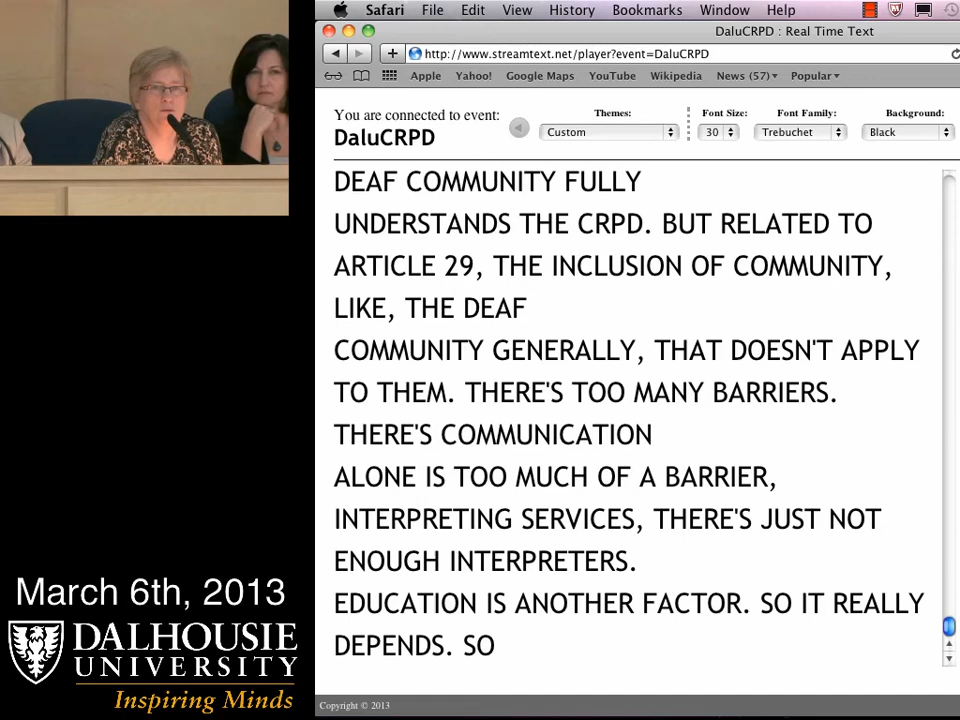 Safari File Edit View History Bookmarks Window Help
DaluCRPD : Real Time Text
http://www.streamtext.net/player?event=DaluCRPD
Apple Yahoo! Google Maps YouTube Wikipedia News (57) Popular
You are connected to event:
DaluCRPD
Themes: Font Size: Font Family: Background:
Custom 30 Trebuchet Black
DEAF COMMUNITY FULLY
UNDERSTANDS THE CRPD. BUT RELATED TO
ARTICLE 29, THE INCLUSION OF COMMUNITY,
LIKE, THE DEAF
COMMUNITY GENERALLY, THAT DOESN'T APPLY
TO THEM. THERE'S TOO MANY BARRIERS.
THERE'S COMMUNICATION
ALONE IS TOO MUCH OF A BARRIER,
INTERPRETING SERVICES, THERE'S JUST NOT
ENOUGH INTERPRETERS.
EDUCATION IS ANOTHER FACTOR. SO IT REALLY
DEPENDS. SO
Copyright © 2013
March 6th, 2013
DALHOUSIE
UNIVERSITY
Inspiring Minds